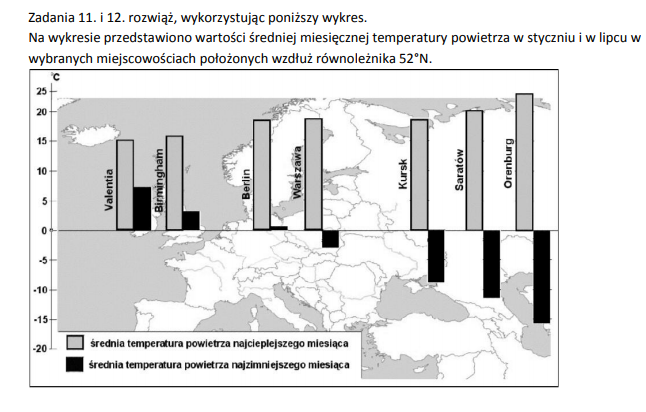 Zadania 11. i 12. rozwiąż, wykorzystując poniższy wykres.
Na wykresie przedstawiono wartości średniej miesięcznej temperatury powietrza w styczniu i w lipcu w
wybranych miejscowościach położonych wzdłuż równoleżnika 52°N.
°C
25
20
15
10
5
0
-5
-10
-15
-20
Valentia
Birmingham
Berlin
Warszawa
Kursk
Saratów
Orenburg
średnia temperatura powietrza najcieplejszego miesiąca
średnia temperatura powietrza najzimniejszego miesiąca